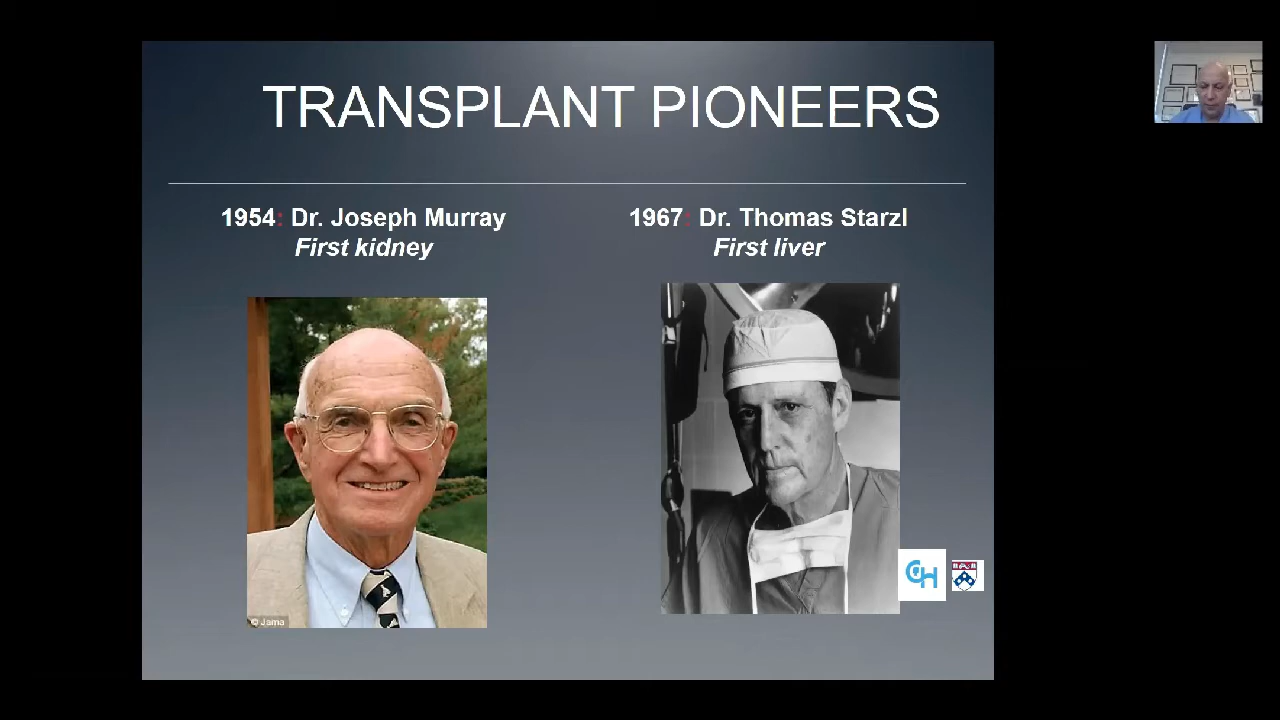 TRANSPLANT PIONEERS
1954: Dr. Joseph Murray
First kidney
1967: Dr. Thomas Starzl
First liver
© Jama